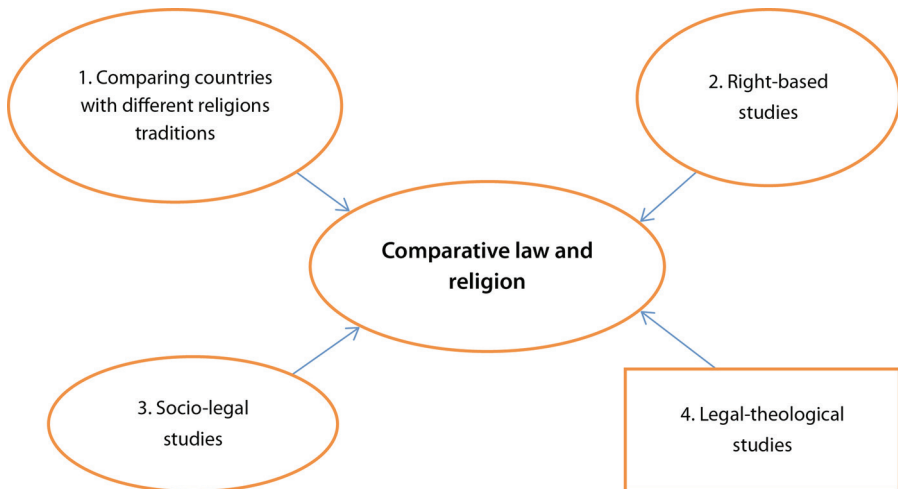 1. Comparing countries
with different religions
traditions
2. Right-based
studies
Comparative law and
religion
3. Socio-legal
studies
4. Legal-theological
studies